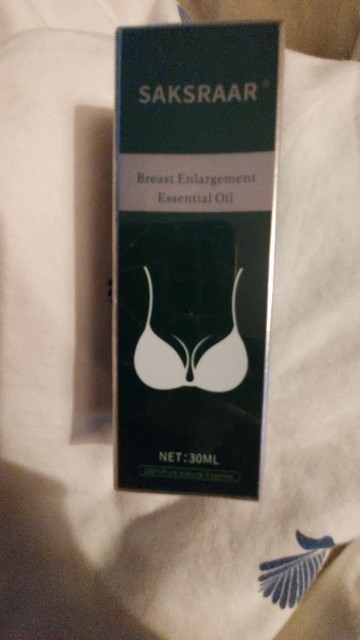 SAKSRAAR®
Breast Enlargement
Essential Oil
NET:30ML